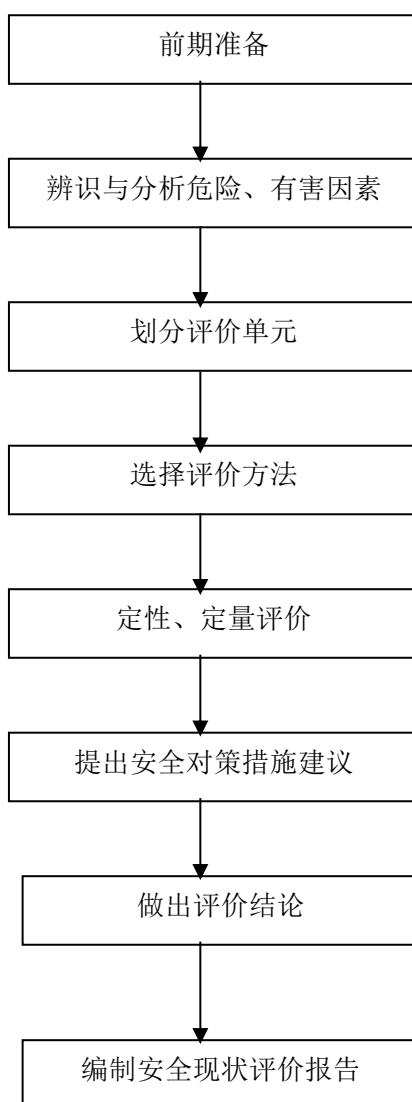 前期准备
辨识与分析危险、有害因素
划分评价单元
选择评价方法
定性、定量评价
提出安全对策措施建议
做出评价结论
编制安全现状评价报告